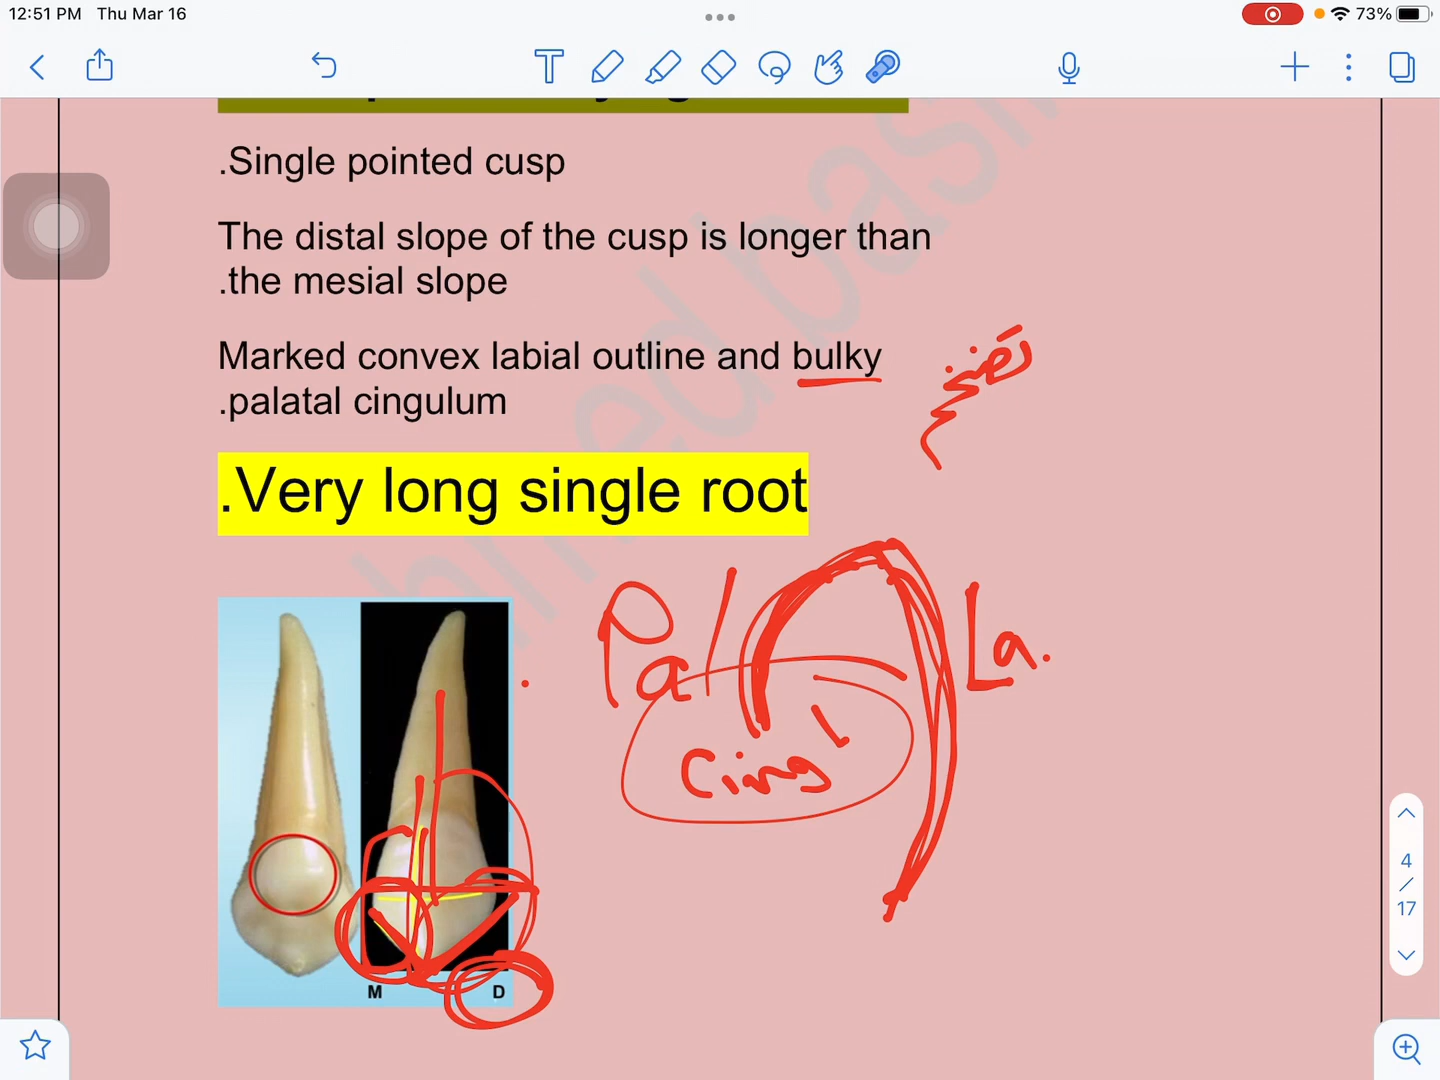 12:51 PM Thu Mar 16
73%
.Single pointed cusp
The distal slope of the cusp is longer than
.the mesial slope
Marked convex labial outline and bulky
.palatal cingulum
.Very long single root
Pal
La.
Cing
M
D
4
/
17